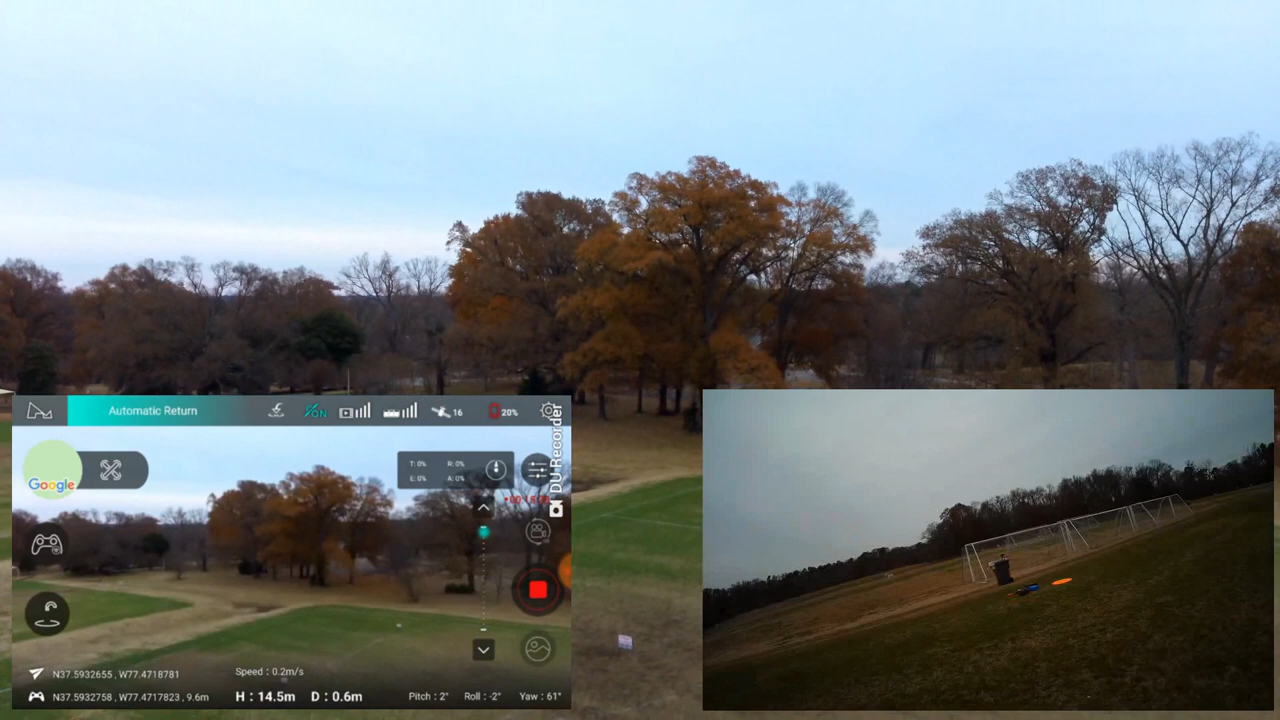 Automatic Return
ON
16
20%
Google
T: 0%
R: 0%
E: 0%
A: 0%
DU Recorder
N37.5932655 , W77.4718781
Speed : 0.2m/s
N37.5932758 , W77.4717823 , 9.6m
H : 14.5m
D : 0.6m
Pitch : 2°
Roll : -2°
Yaw : 61°